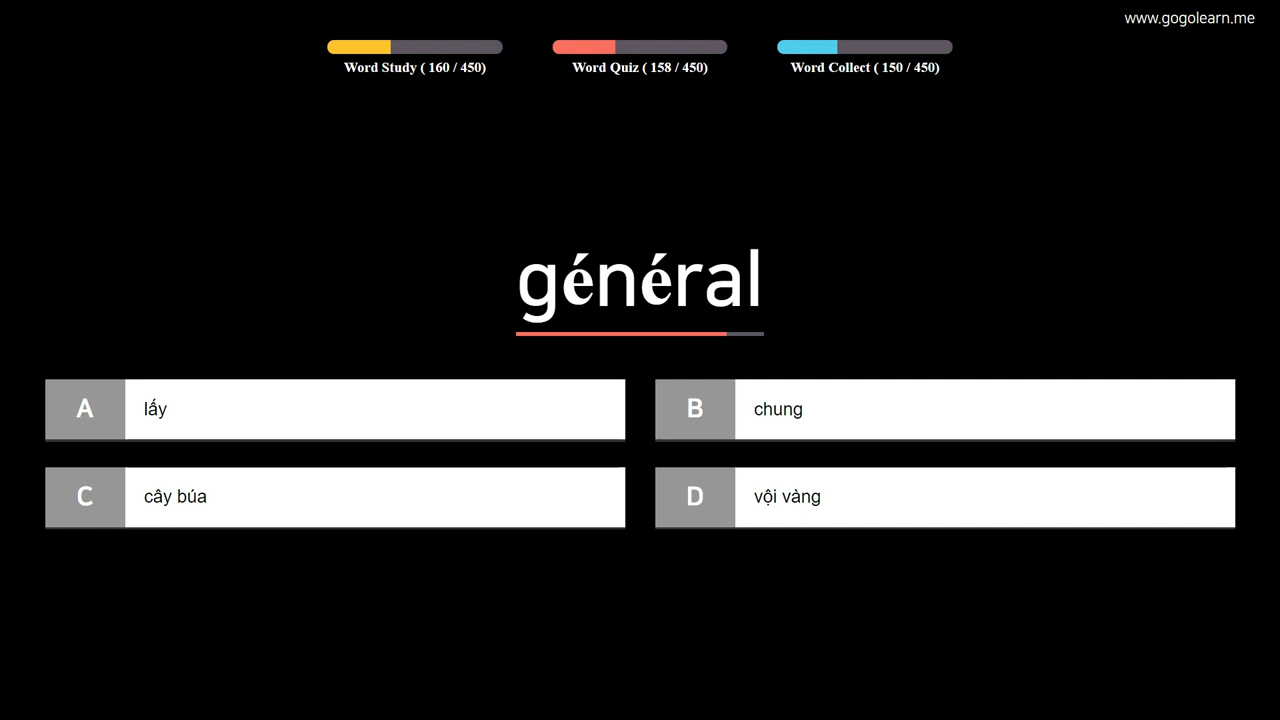 www.gogolearn.me
Word Study ( 160 / 450)
Word Quiz ( 158 / 450)
Word Collect ( 150 / 450)
général
A lấy
B chung
C cây búa
D vội vàng